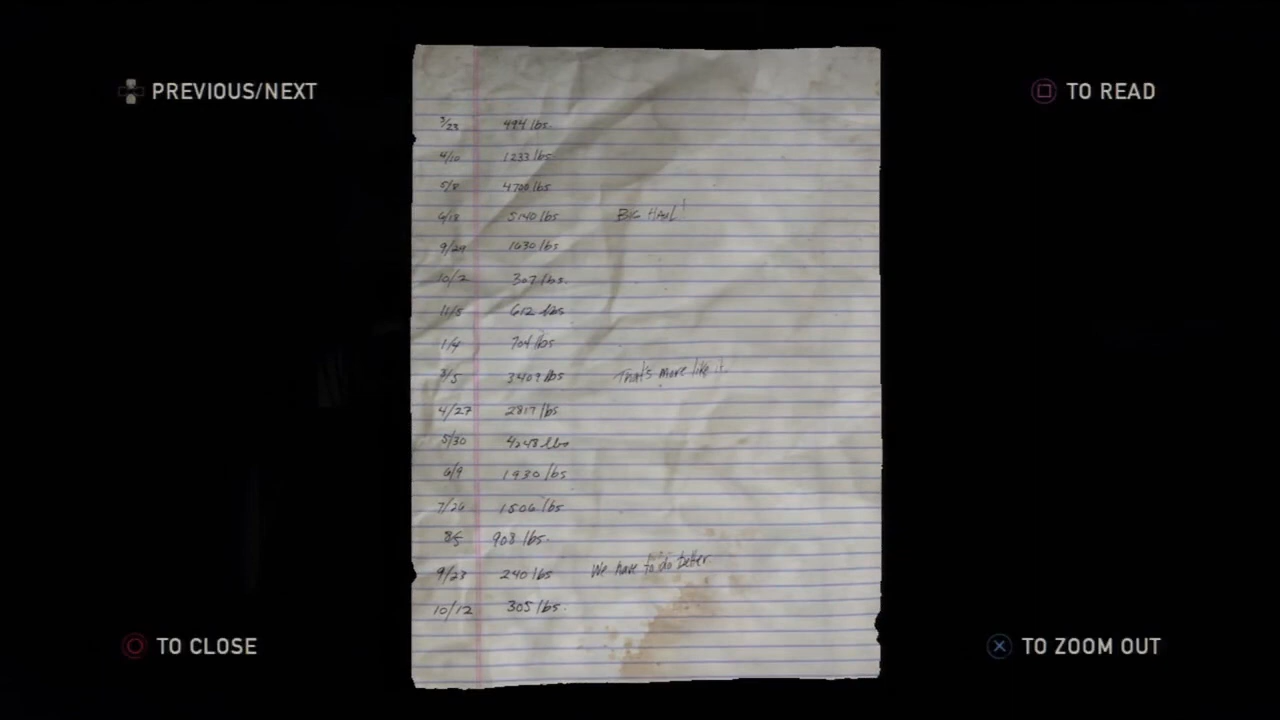 PREVIOUS/NEXT
TO READ
3/23 494 lbs.
4/10 1233 lbs
5/8 4700 lbs
6/18 5140 lbs BIG HAUL!
9/29 1630 lbs
10/2 307 lbs.
11/5 612 lbs
1/4 704 lbs
3/5 3409 lbs That's more like it.
4/27 2817 lbs
5/30 4248 lbs
6/9 1930 lbs
7/26 1506 lbs
8/5 908 lbs.
9/23 240 lbs We have to do better
10/12 305 lbs.
TO CLOSE
TO ZOOM OUT